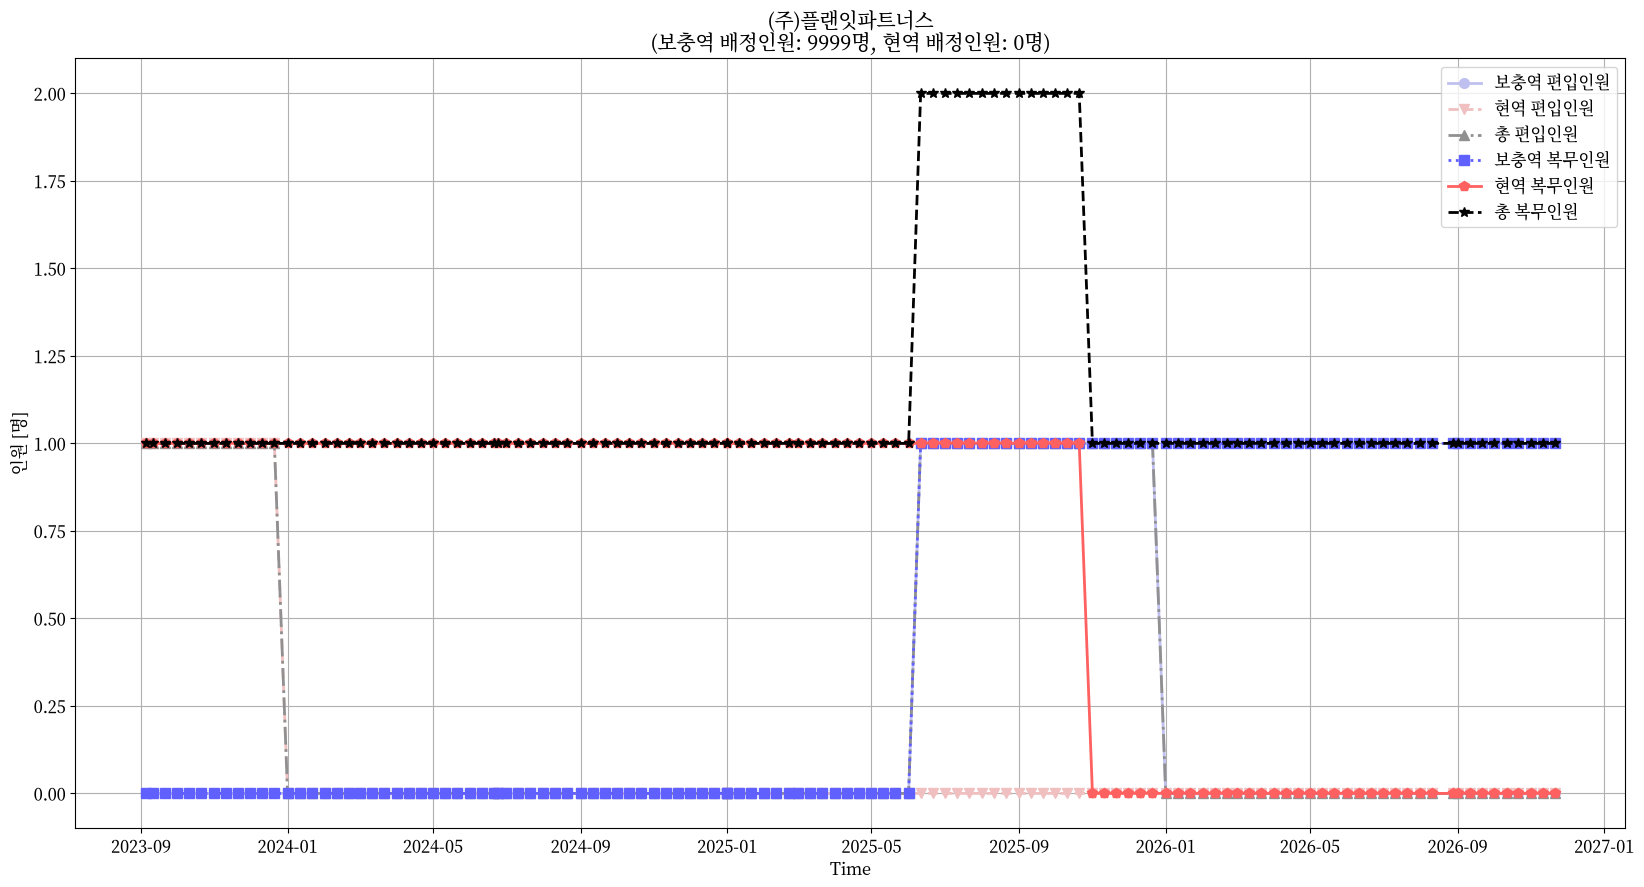 (주)플랜잇파트너스
(보충역 배정인원: 9999명, 현역 배정인원: 0명)
보충역 편입인원
현역 편입인원
총 편입인원
보충역 복무인원
현역 복무인원
총 복무인원
인원 [명]
2.00
1.75
1.50
1.25
1.00
0.75
0.50
0.25
0.00
2023-09
2024-01
2024-05
2024-09
2025-01
2025-05
2025-09
2026-01
2026-05
2026-09
2027-01
Time